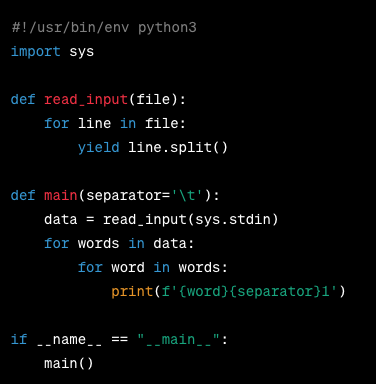 #!/usr/bin/env python3
import sys

def read_input(file):
    for line in file:
        yield line.split()

def main(separator='\t'):
    data = read_input(sys.stdin)
    for words in data:
        for word in words:
            print(f'{word}{separator}1')

if __name__ == "__main__":
    main()